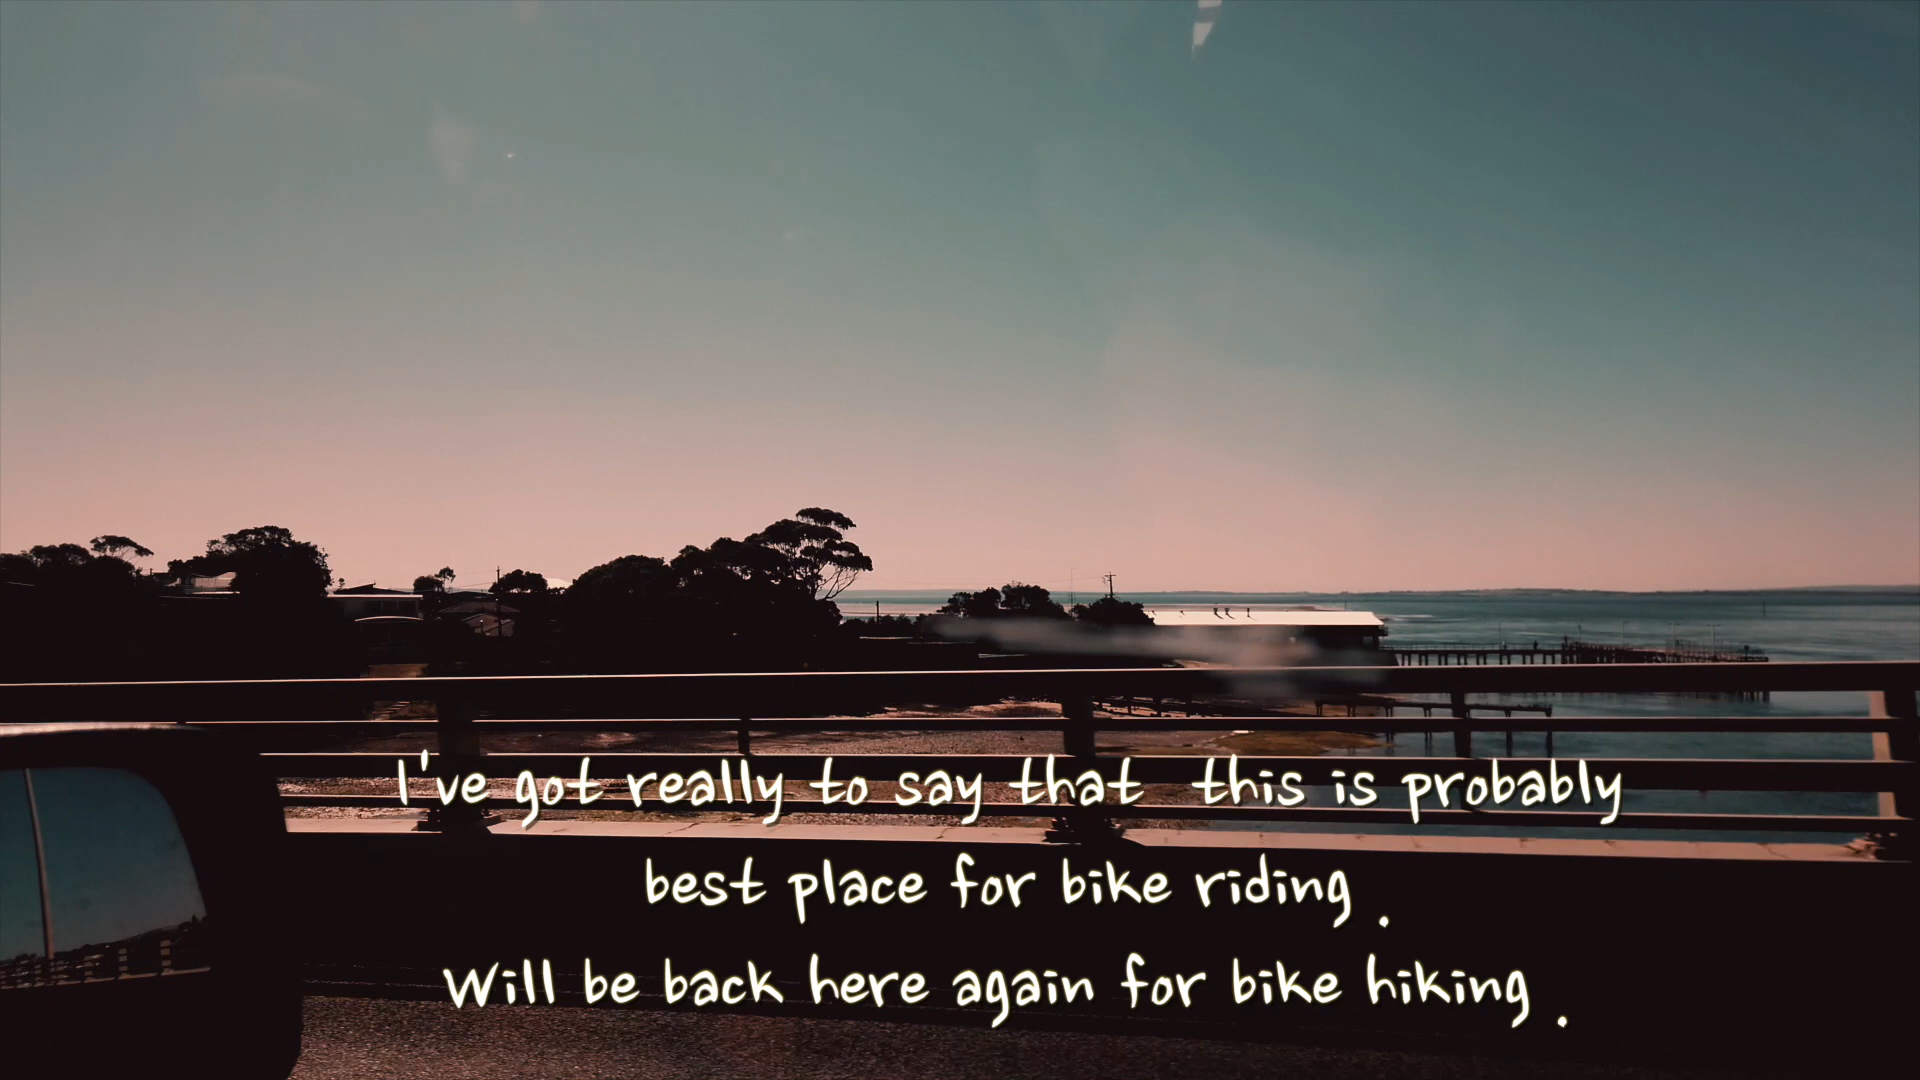 I've got really to say that  this is probably
best place for bike riding .
Will be back here again for bike hiking .